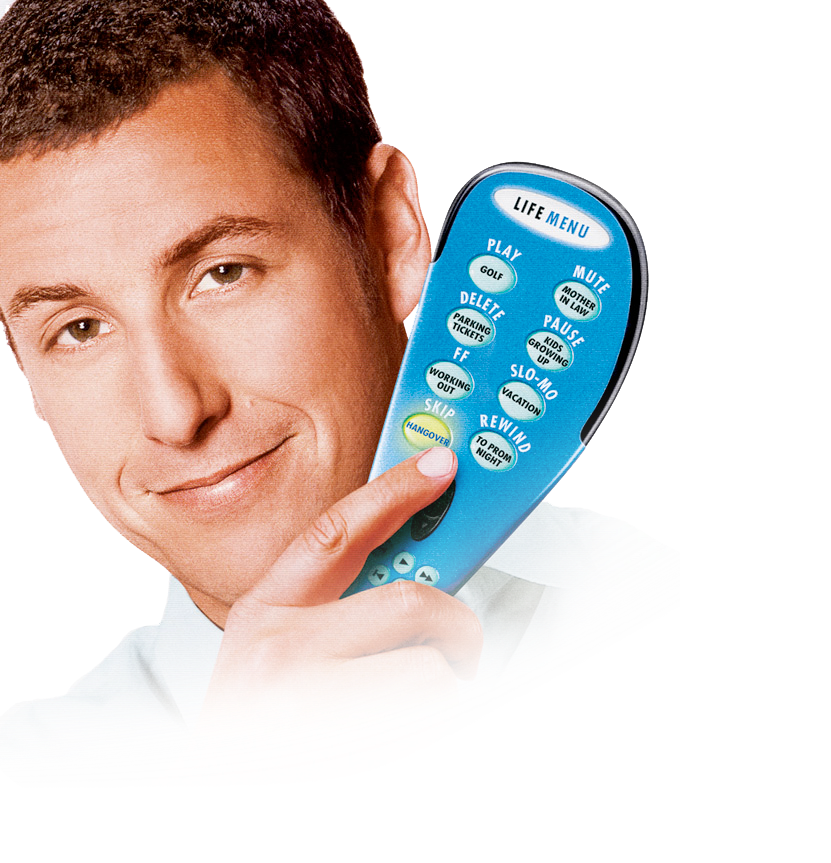 LIFE MENU
PLAY
GOLF
MUTE
MOTHER
IN LAW
DELETE
PARKING
TICKETS
PAUSE
KIDS
GROWING
UP
FF
WORKING
OUT
SLO-MO
VACATION
SKIP
HANGOVER
REWIND
TO PROM
NIGHT